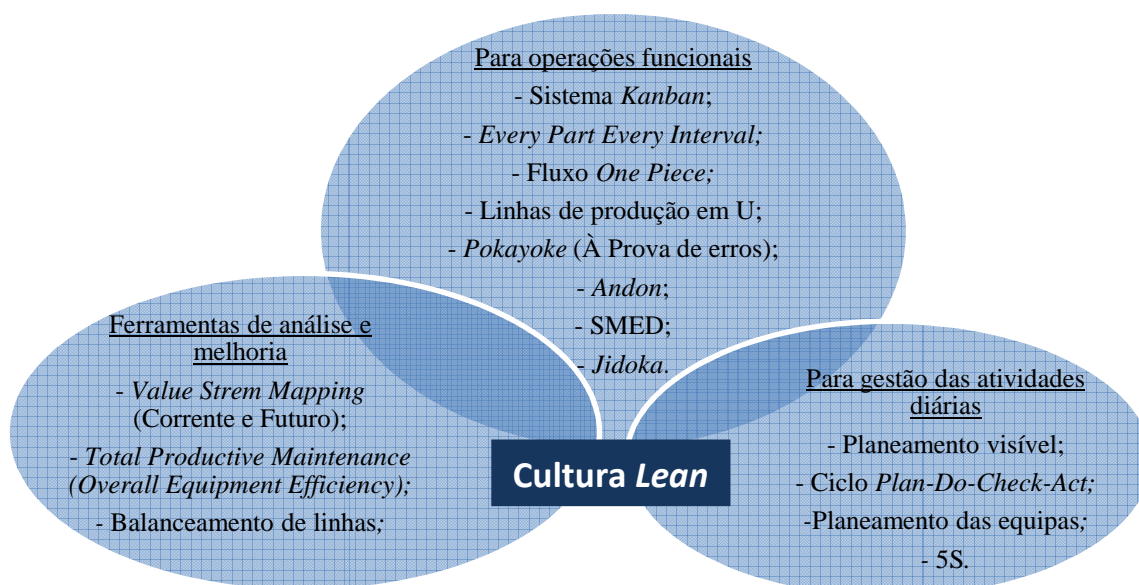 Para operações funcionais
- Sistema Kanban;
- Every Part Every Interval;
- Fluxo One Piece;
- Linhas de produção em U;
- Pokayoke (À Prova de erros);
- Andon;
- SMED;
- Jidoka.
Ferramentas de análise e
melhoria
- Value Strem Mapping
(Corrente e Futuro);
- Total Productive Maintenance
(Overall Equipment Efficiency);
- Balanceamento de linhas;
Para gestão das atividades
diárias
- Planeamento visível;
- Ciclo Plan-Do-Check-Act;
-Planeamento das equipas;
- 5S.
Cultura Lean